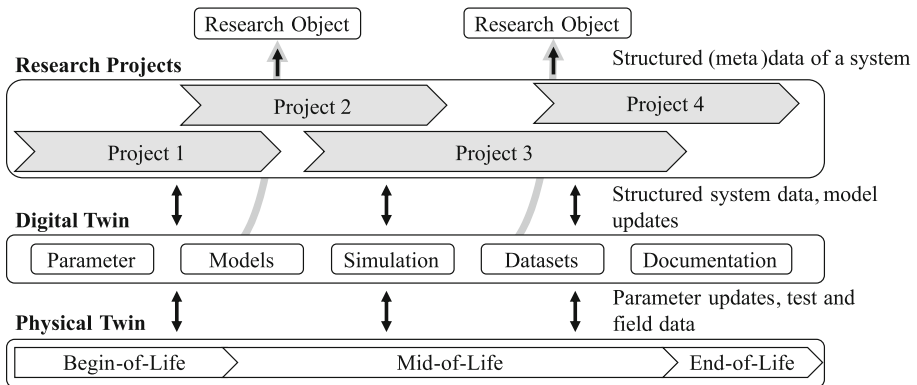 Research Object
Research Object
Structured (meta)data of a system
Research Projects
Project 2
Project 4
Project 1
Project 3
Structured system data, model
updates
Digital Twin
Parameter
Models
Simulation
Datasets
Documentation
Parameter updates, test and
field data
Physical Twin
Begin-of-Life
Mid-of-Life
End-of-Life